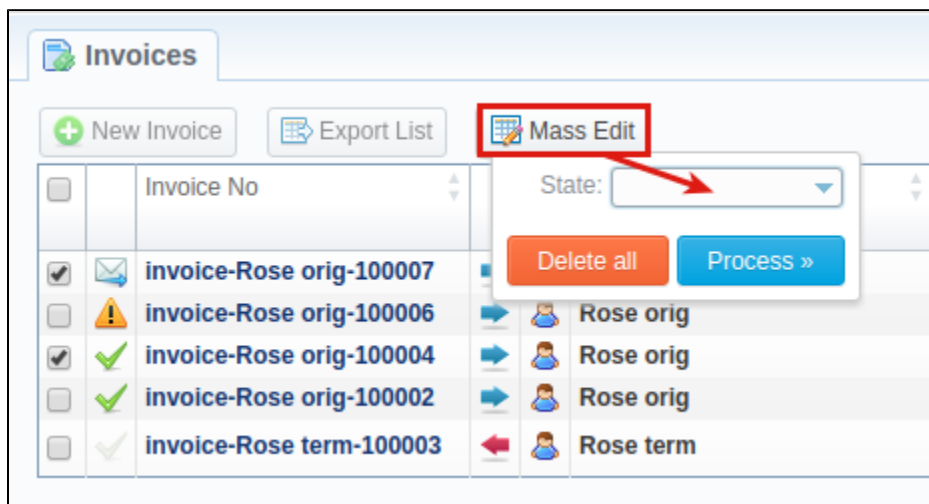 Invoices
New Invoice Export List Mass Edit
Invoice No
State:
Delete all Process »
invoice-Rose orig-100007
invoice-Rose orig-100006 Rose orig
invoice-Rose orig-100004 Rose orig
invoice-Rose orig-100002 Rose orig
invoice-Rose term-100003 Rose term